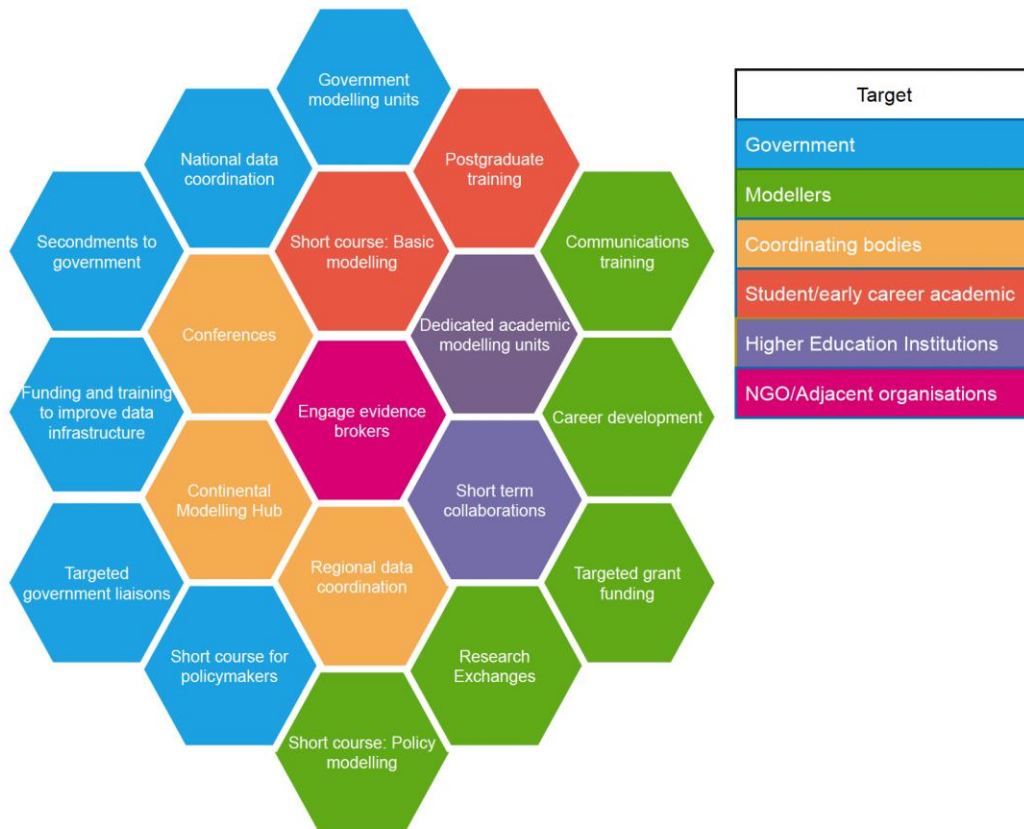 Government
modelling units
National data
coordination
Postgraduate
training
Secondments to
government
Short course: Basic
modelling
Communications
training
Conferences
Dedicated academic
modelling units
Funding and training
to improve data
infrastructure
Engage evidence
brokers
Career development
Continental
Modelling Hub
Short term
collaborations
Targeted
government liaisons
Regional data
coordination
Targeted grant
funding
Short course for
policymakers
Research
Exchanges
Short course: Policy
modelling
Target
Government
Modellers
Coordinating bodies
Student/early career academic
Higher Education Institutions
NGO/Adjacent organisations